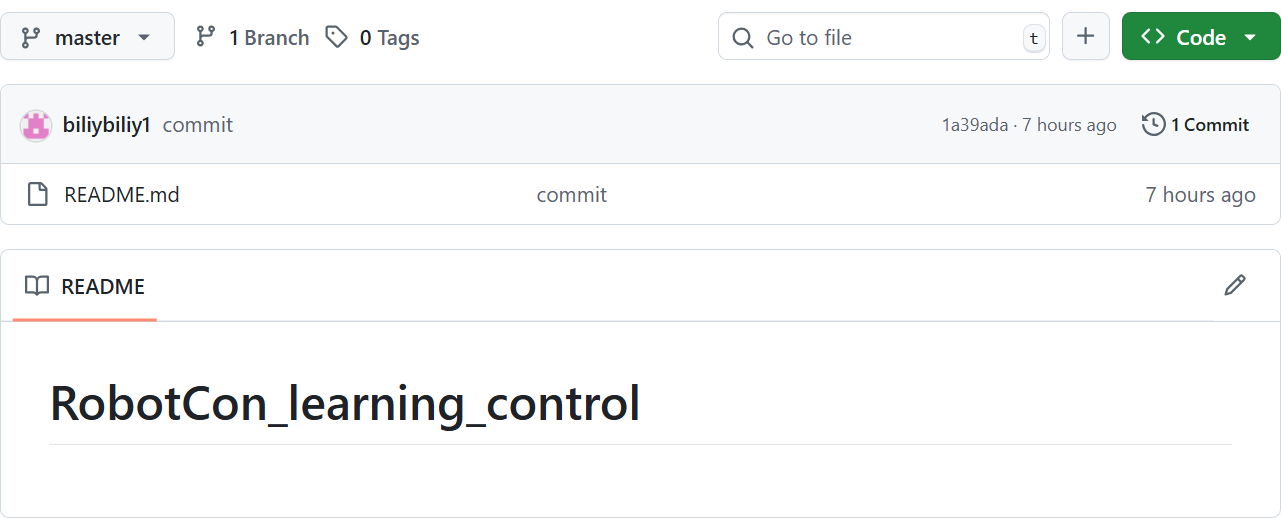 master 1 Branch 0 Tags Go to file t + Code
biliybiliy1 commit 1a39ada · 7 hours ago 1 Commit
README.md commit 7 hours ago
README
RobotCon_learning_control